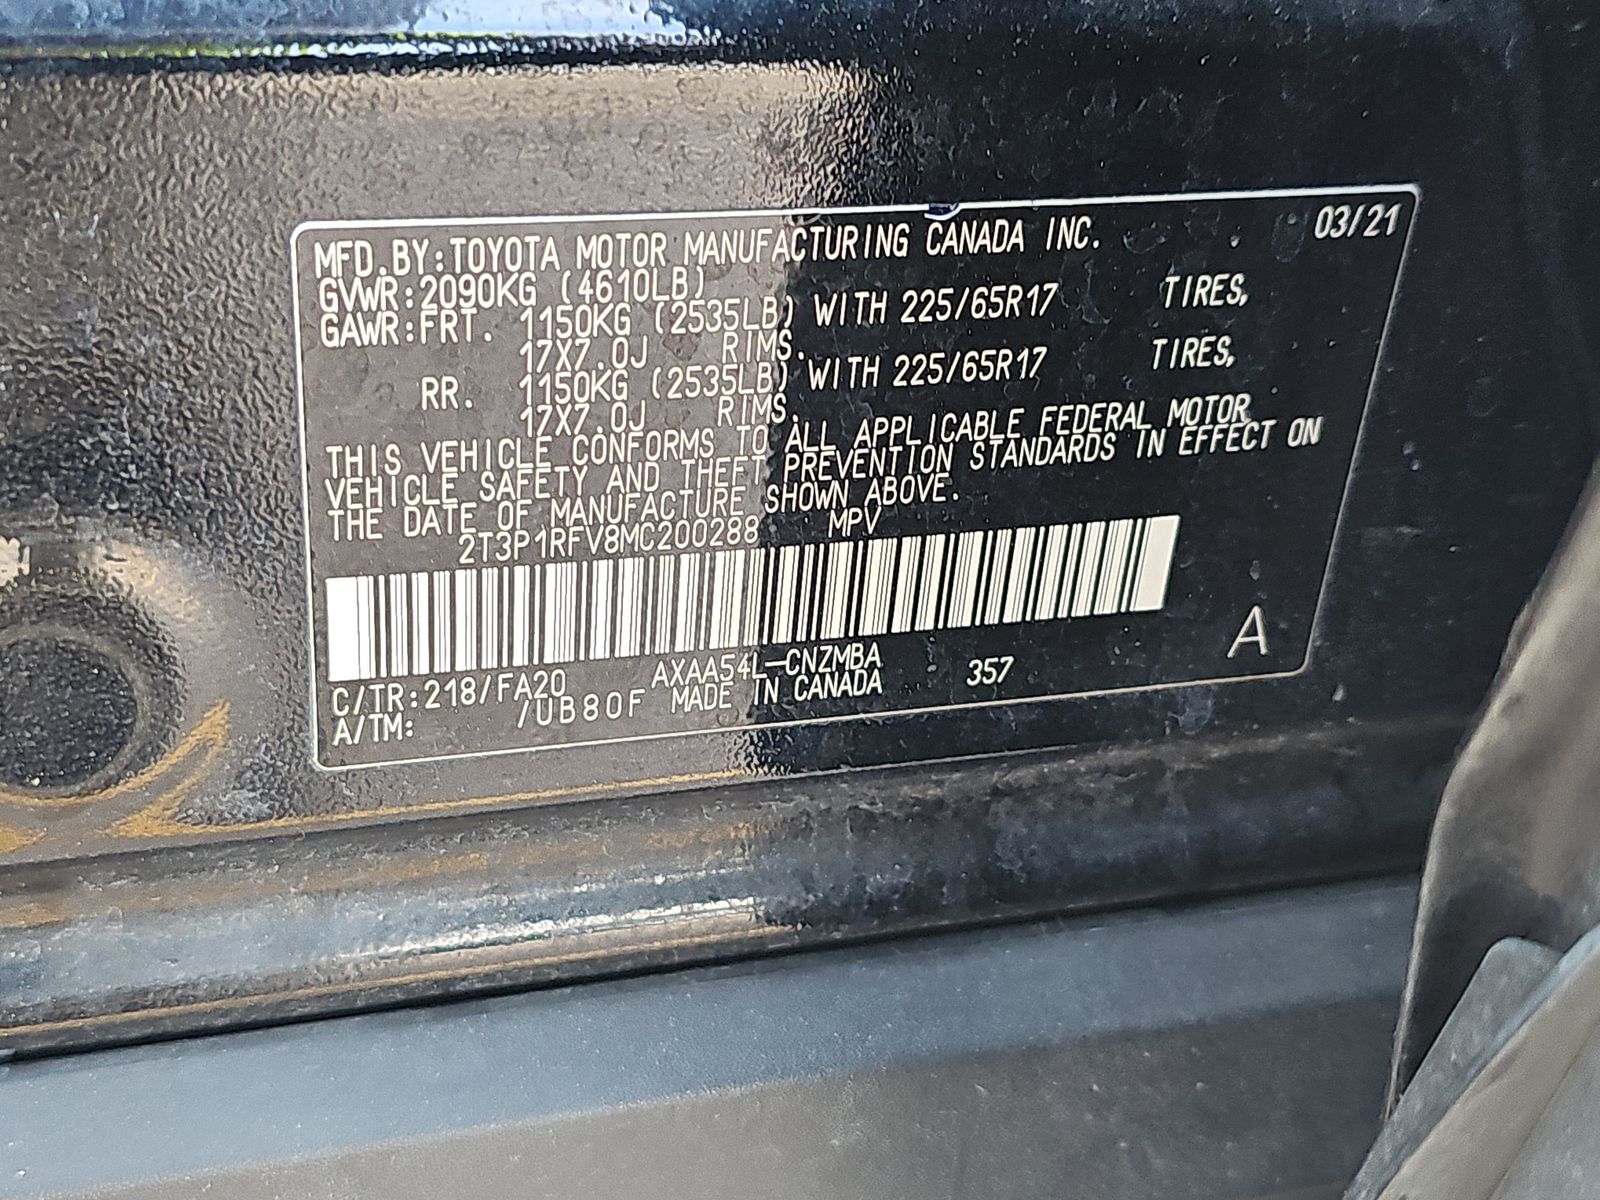 03/21
MFD.BY:TOYOTA MOTOR MANUFACTURING CANADA INC.
GVWR:2090KG (4610LB)
GAWR:FRT. 1150KG (2535LB) WITH 225/65R17 TIRES,
17X7.0J RIMS.
RR. 1150KG (2535LB) WITH 225/65R17 TIRES,
17X7.0J RIMS.
THIS VEHICLE CONFORMS TO ALL APPLICABLE FEDERAL MOTOR
VEHICLE SAFETY AND THEFT PREVENTION STANDARDS IN EFFECT ON
THE DATE OF MANUFACTURE SHOWN ABOVE.
2T3P1RFV8MC200288 MPV
C/TR:218/FA20 AXAA54L-CNZMBA 357 A
A/TM: /UB80F MADE IN CANADA